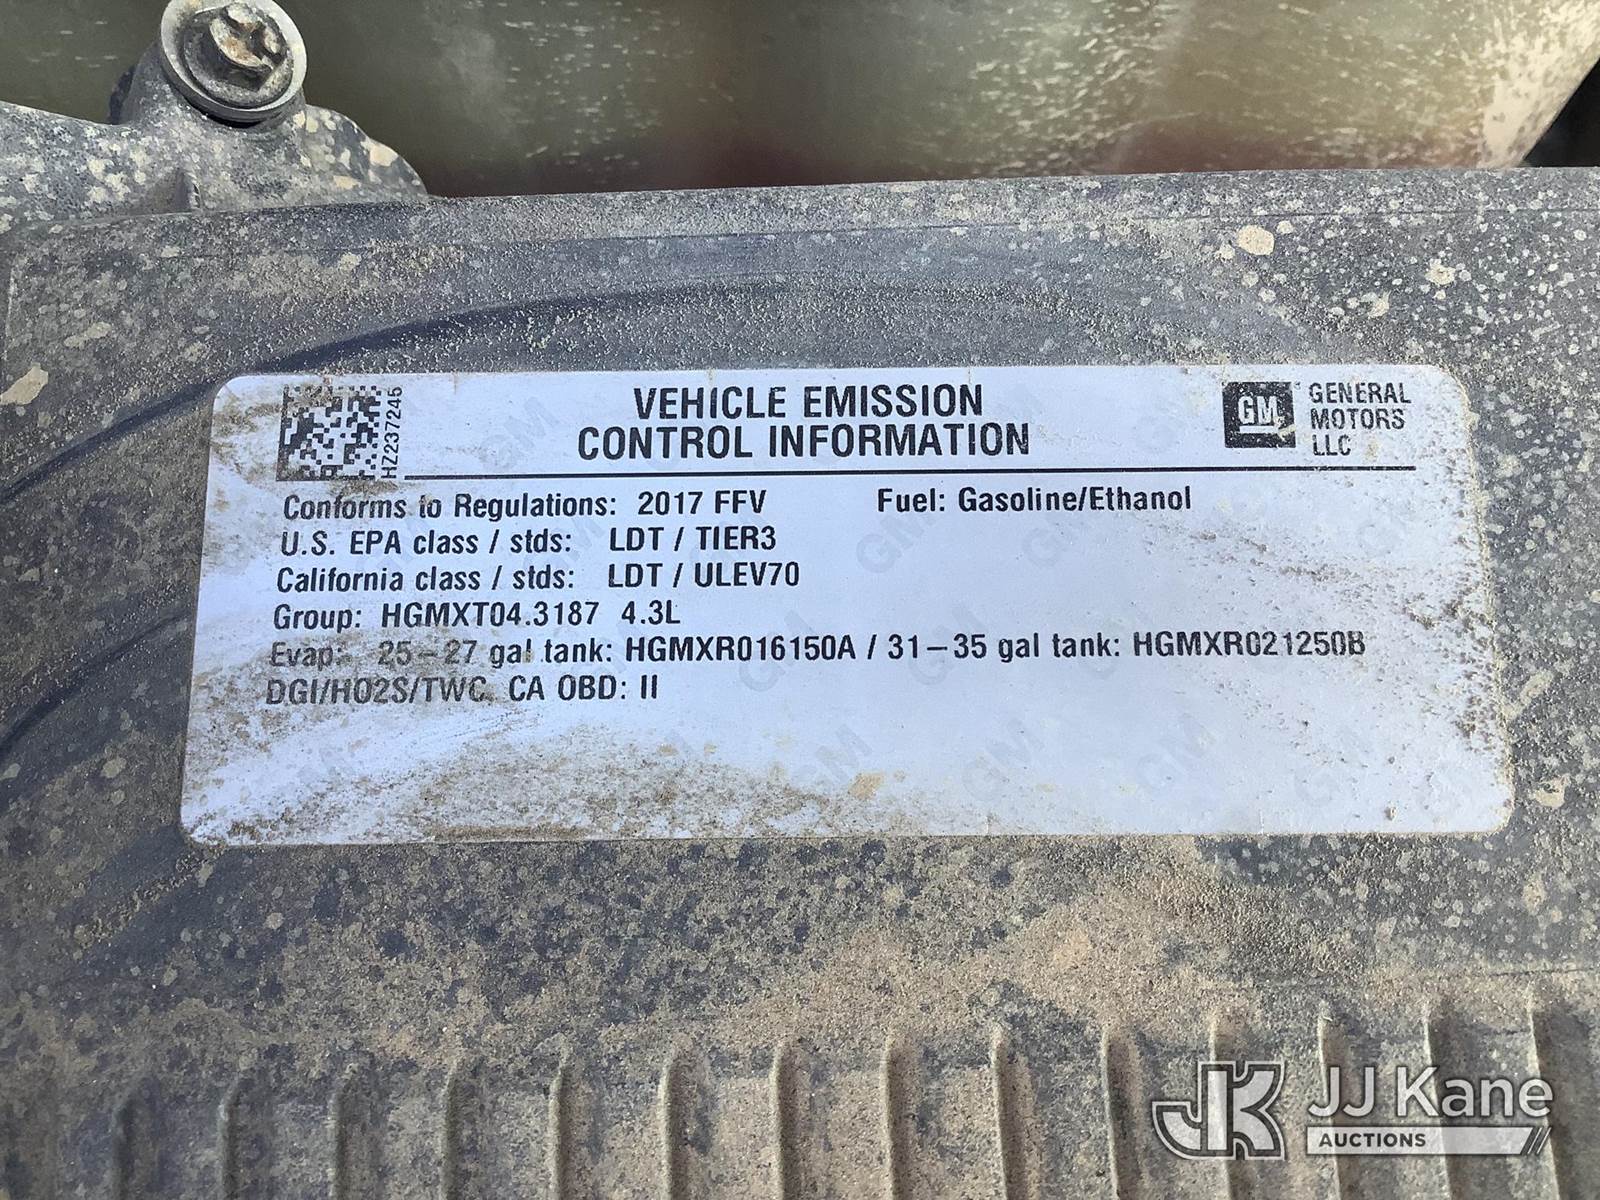 HZ237245
VEHICLE EMISSION
CONTROL INFORMATION
GM
GENERAL
MOTORS
LLC
Conforms to Regulations: 2017 FFV Fuel: Gasoline/Ethanol
U.S. EPA class / stds: LDT / TIER3
California class / stds: LDT / ULEV70
Group: HGMXT04.3187 4.3L
Evap: 25-27 gal tank: HGMXR016150A / 31-35 gal tank: HGMXR021250B
DGI/HO2S/TWC CA OBD: II
JK JJ Kane
AUCTIONS